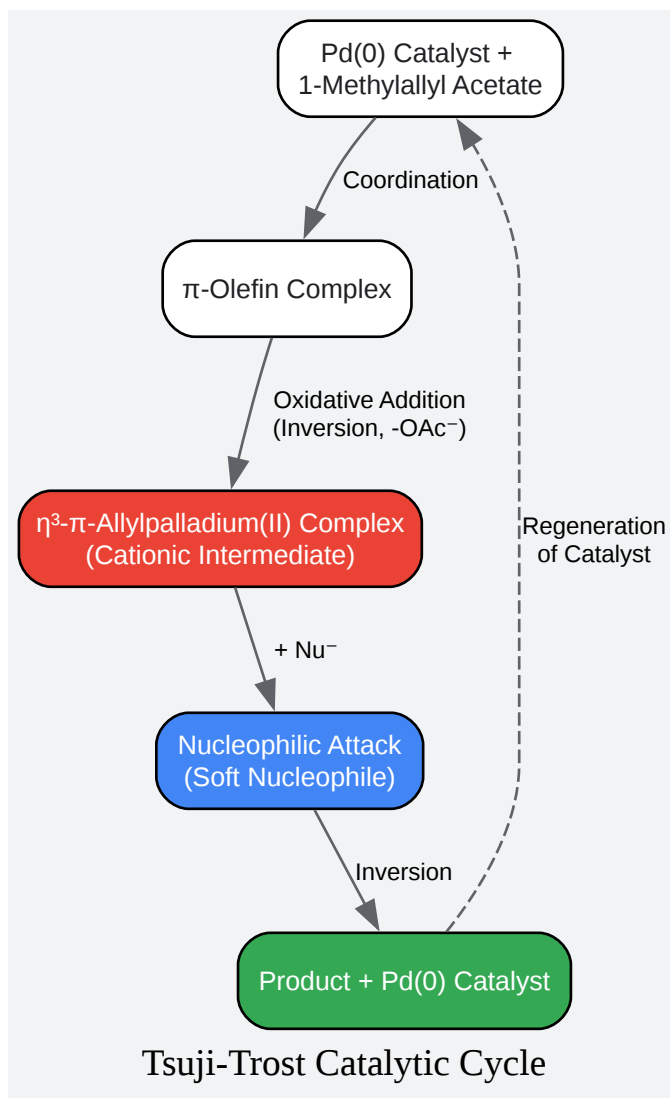 Pd(0) Catalyst +
1-Methylallyl Acetate
Coordination
π-Olefin Complex
Oxidative Addition
(Inversion, -OAc⁻)
η³-π-Allylpalladium(II) Complex
(Cationic Intermediate)
Regeneration
of Catalyst
+ Nu⁻
Nucleophilic Attack
(Soft Nucleophile)
Inversion
Product + Pd(0) Catalyst
Tsuji-Trost Catalytic Cycle